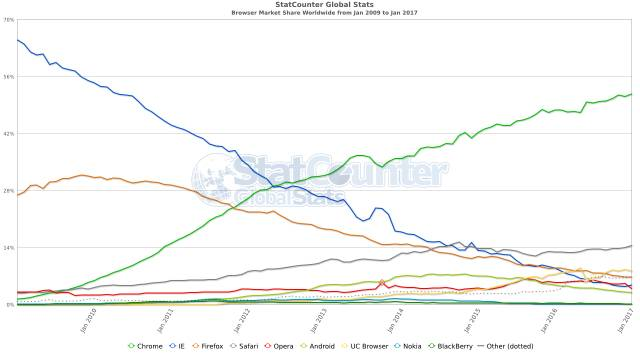 StatCounter Global Stats
Browser Market Share Worldwide from Jan 2009 to Jan 2017
70%
56%
42%
28%
14%
0%
StatCounter
GlobalStats
Jan 2010
Jan 2011
Jan 2012
Jan 2013
Jan 2014
Jan 2015
Jan 2016
Jan 2017
Chrome IE Firefox Safari Opera Android UC Browser Nokia BlackBerry Other (dotted)